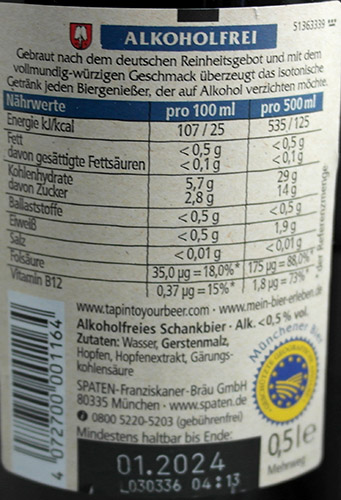 51363339
ALKOHOLFREI
Gebraut nach dem deutschen Reinheitsgebot und mit dem
vollmundig-würzigen Geschmack überzeugt das isotonische
Getränk jeden Biergenießer, der auf Alkohol verzichten möchte.
Nährwerte pro 100 ml pro 500 ml
Energie kJ/kcal 107 / 25 535 / 125
Fett <0,5 g <0,5 g
davon gesättigte Fettsäuren <0,1 g <0,1 g
Kohlenhydrate 5,7 g 29 g
davon Zucker 2,8 g 14 g
Ballaststoffe <0,5 g <0,5 g
Eiweiß <0,5 g 1,9 g
Salz <0,01 g <0,01 g
Folsäure 35,0 µg = 18,0%* 175 µg = 88,0%*
Vitamin B12 0,37 µg = 15%* 1,8 µg = 73%*
*der Referenzmenge
www.tapintoyourbeer.com · www.mein-bier-erleben.de
Alkoholfreies Schankbier · Alk. <0,5 % vol.
Zutaten: Wasser, Gerstenmalz,
Hopfen, Hopfenextrakt, Gärungs-
kohlensäure
SPATEN-Franziskaner-Bräu GmbH
80335 München · www.spaten.de
0800 5220-5203 (gebührenfrei)
Mindestens haltbar bis Ende:
01.2024
L030336 04:13
Münchener Bier
0,5 l e
Mehrweg
4 072700 001164